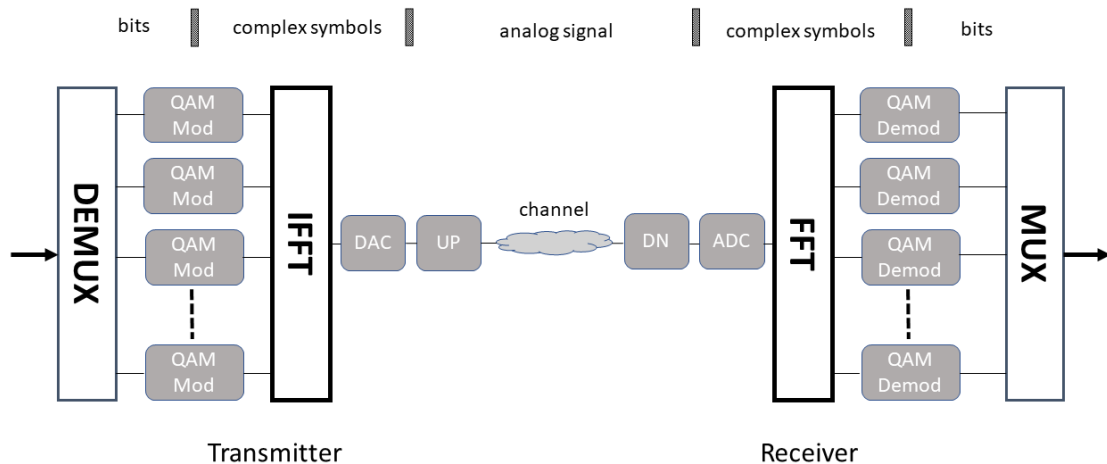 bits
complex symbols
analog signal
complex symbols
bits
DEMUX
QAM
Mod
QAM
Mod
QAM
Mod
QAM
Mod
IFFT
DAC
UP
channel
DN
ADC
FFT
QAM
Demod
QAM
Demod
QAM
Demod
QAM
Demod
MUX
Transmitter
Receiver